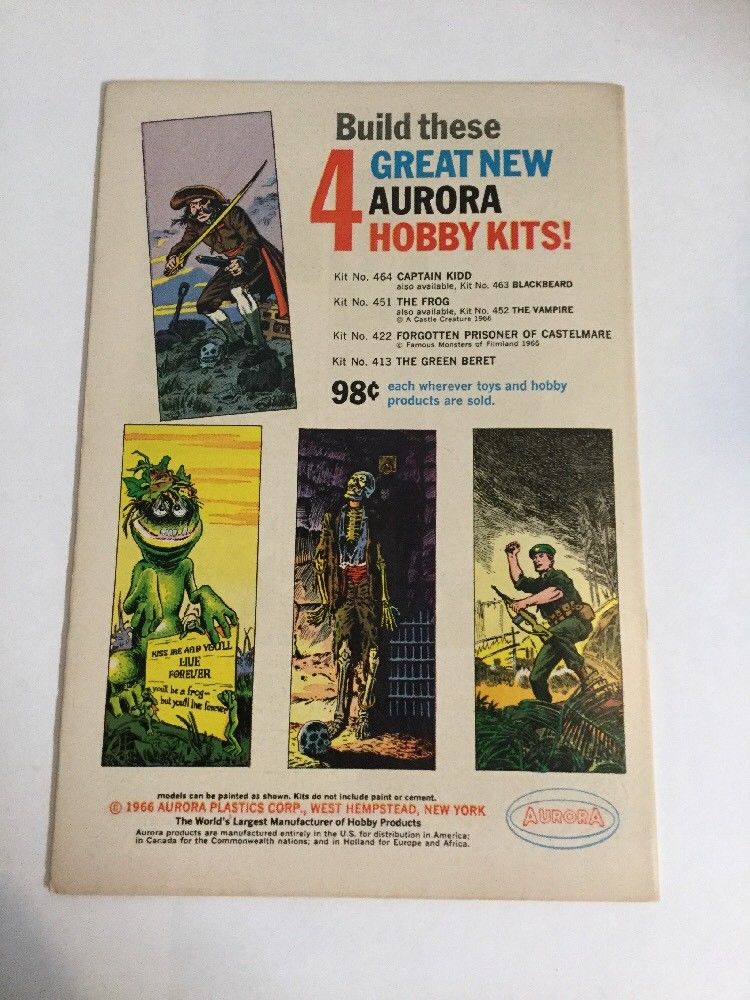 Build these
4 GREAT NEW
AURORA
HOBBY KITS!
Kit No. 464 CAPTAIN KIDD
also available, Kit No. 463 BLACKBEARD
Kit No. 451 THE FROG
also available, Kit No. 452 THE VAMPIRE
© A Castle Creature 1966
Kit No. 422 FORGOTTEN PRISONER OF CASTELMARE
© Famous Monsters of Filmland 1966
Kit No. 413 THE GREEN BERET
98¢ each wherever toys and hobby
products are sold.
KISS ME AND YOU'LL
LIVE
FOREVER
you'll be a frog—
but you'll live forever
models can be painted as shown. Kits do not include paint or cement.
© 1966 AURORA PLASTICS CORP., WEST HEMPSTEAD, NEW YORK
The World's Largest Manufacturer of Hobby Products
Aurora products are manufactured entirely in the U.S. for distribution in America;
in Canada for the Commonwealth nations; and in Holland for Europe and Africa.
AURORA